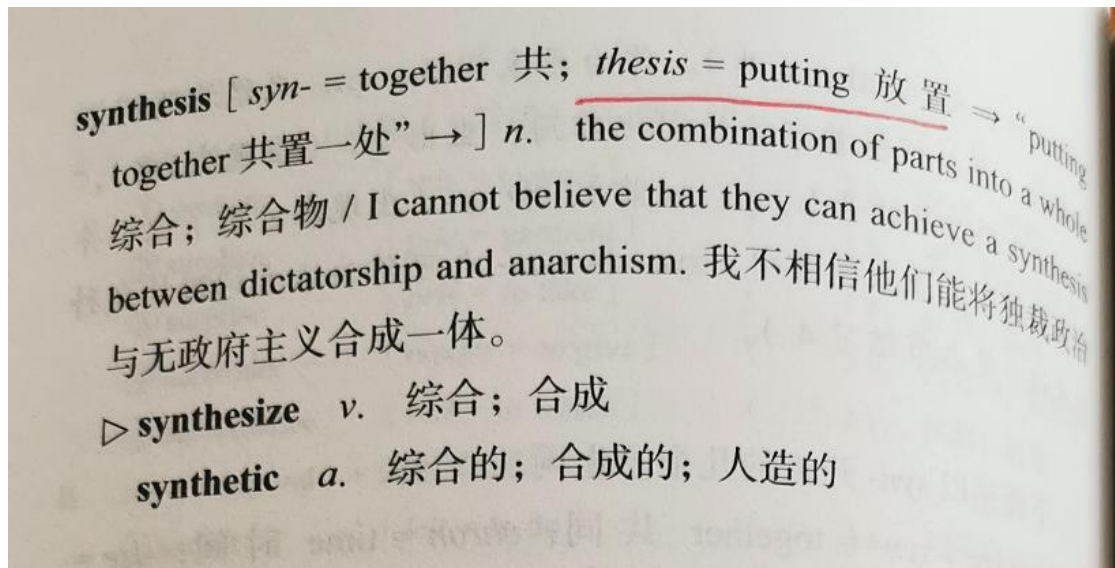 synthesis [ syn- = together 共; thesis = putting 放置 ⇒ “putting
together 共置一处” → ] n. the combination of parts into a whole
综合；综合物 / I cannot believe that they can achieve a synthesis
between dictatorship and anarchism. 我不相信他们能将独裁政治
与无政府主义合成一体。
▷ synthesize v. 综合；合成
synthetic a. 综合的；合成的；人造的